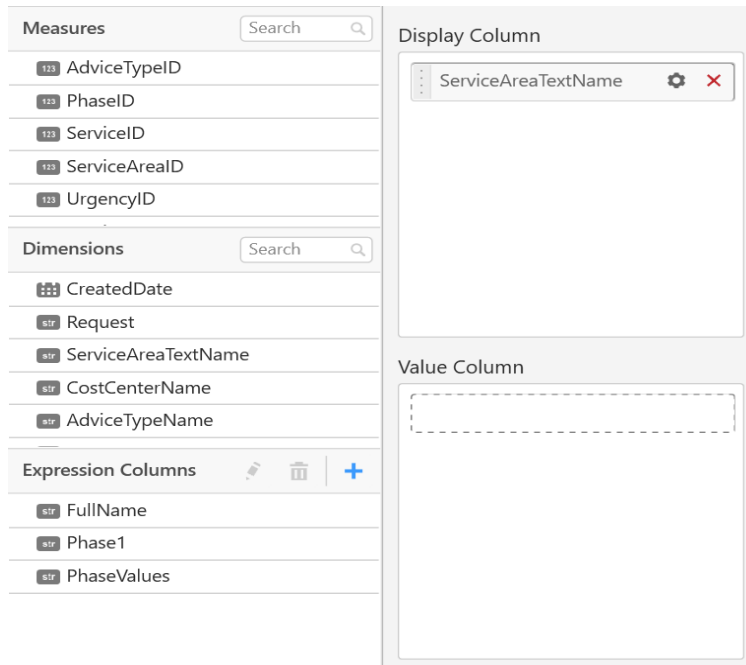 Measures
Search
123 AdviceTypeID
123 PhaseID
123 ServiceID
123 ServiceAreaID
123 UrgencyID
Dimensions
Search
CreatedDate
str Request
str ServiceAreaTextName
str CostCenterName
str AdviceTypeName
Expression Columns
str FullName
str Phase1
str PhaseValues
Display Column
ServiceAreaTextName
Value Column